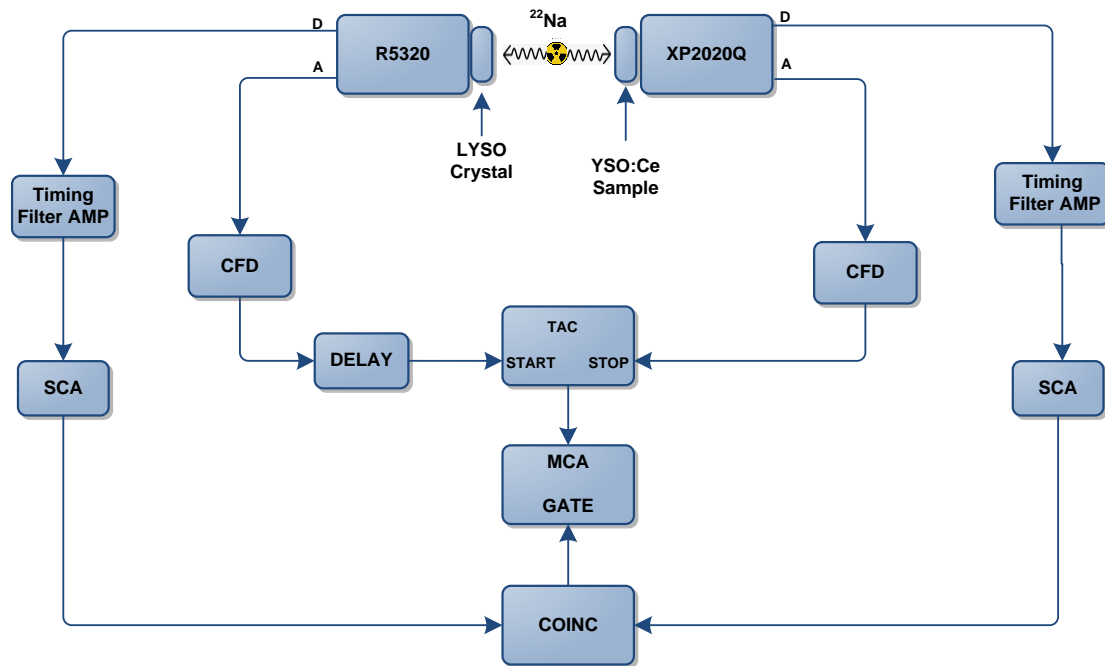 ²²Na
D
R5320
XP2020Q
D
A
A
LYSO
Crystal
YSO:Ce
Sample
Timing
Filter AMP
Timing
Filter AMP
CFD
CFD
TAC
START STOP
DELAY
SCA
SCA
MCA
GATE
COINC